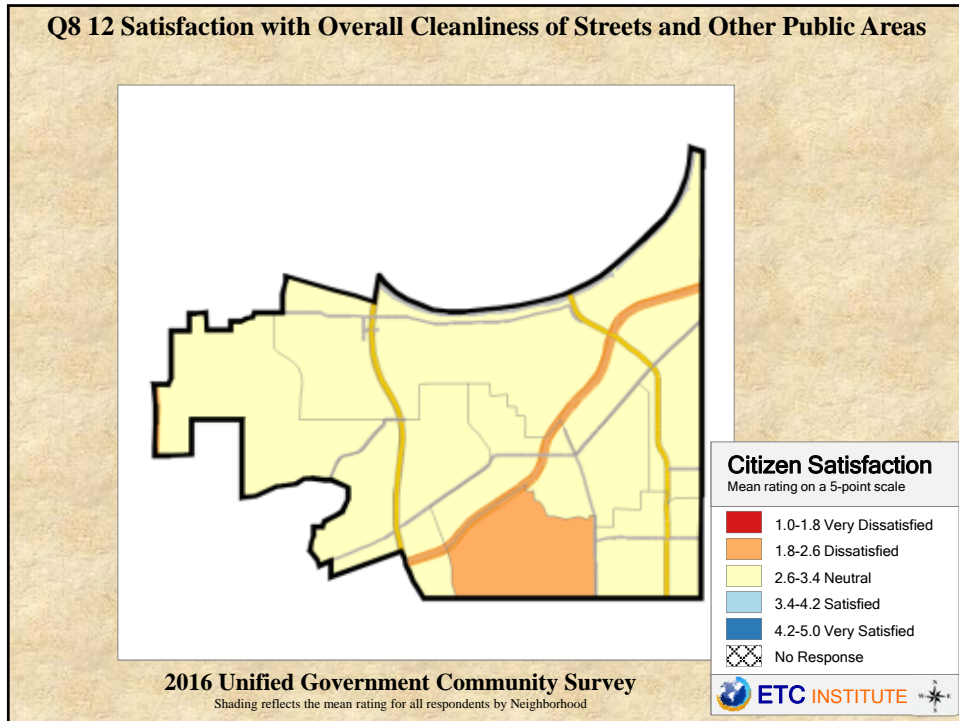 Q8 12 Satisfaction with Overall Cleanliness of Streets and Other Public Areas
Citizen Satisfaction
Mean rating on a 5-point scale
1.0-1.8 Very Dissatisfied
1.8-2.6 Dissatisfied
2.6-3.4 Neutral
3.4-4.2 Satisfied
4.2-5.0 Very Satisfied
No Response
ETC INSTITUTE
N
W E
S
2016 Unified Government Community Survey
Shading reflects the mean rating for all respondents by Neighborhood